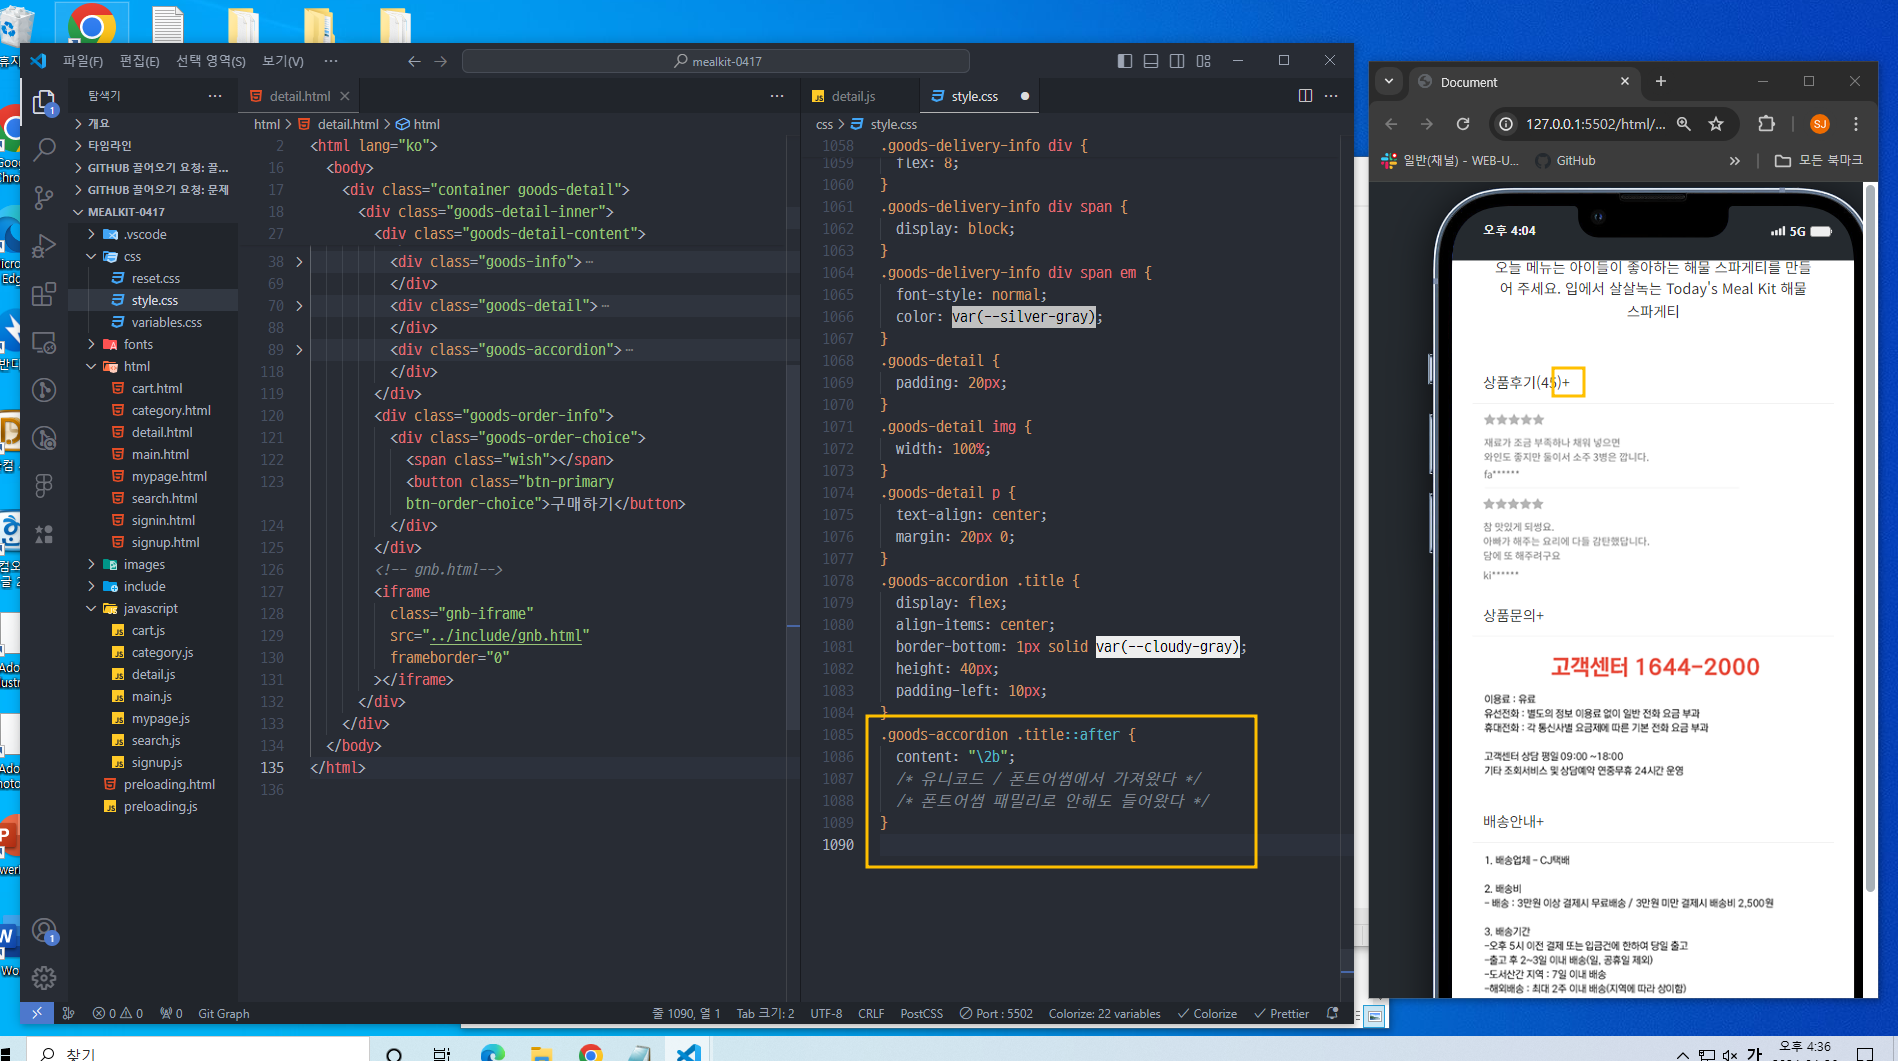 파일(F) 편집(E) 선택 영역(S) 보기(V) ···
mealkit-0417
탐색기
개요
타임라인
GITHUB 끌어오기 요청: 끌...
GITHUB 끌어오기 요청: 문제
MEALKIT-0417
.vscode
css
reset.css
style.css
variables.css
fonts
html
cart.html
category.html
detail.html
main.html
mypage.html
search.html
signin.html
signup.html
images
include
javascript
cart.js
category.js
detail.js
main.js
mypage.js
search.js
signup.js
preloading.html
preloading.js
detail.html
html > detail.html > html
2 <html lang="ko">
16 <body>
17 <div class="container goods-detail">
18 <div class="goods-detail-inner">
27 <div class="goods-detail-content">
38 <div class="goods-info">···
69 </div>
70 <div class="goods-detail">···
88 </div>
89 <div class="goods-accordion">···
118 </div>
119 </div>
120 <div class="goods-order-info">
121 <div class="goods-order-choice">
122 <span class="wish"></span>
123 <button class="btn-primary
btn-order-choice">구매하기</button>
124 </div>
125 </div>
126 <!-- gnb.html-->
127 <iframe
128 class="gnb-iframe"
129 src="../include/gnb.html"
130 frameborder="0"
131 ></iframe>
132 </div>
133 </div>
134 </body>
135 </html>
136
detail.js
style.css
css > style.css
1058 .goods-delivery-info div {
1059 flex: 8;
1060 }
1061 .goods-delivery-info div span {
1062 display: block;
1063 }
1064 .goods-delivery-info div span em {
1065 font-style: normal;
1066 color: var(--silver-gray);
1067 }
1068 .goods-detail {
1069 padding: 20px;
1070 }
1071 .goods-detail img {
1072 width: 100%;
1073 }
1074 .goods-detail p {
1075 text-align: center;
1076 margin: 20px 0;
1077 }
1078 .goods-accordion .title {
1079 display: flex;
1080 align-items: center;
1081 border-bottom: 1px solid var(--cloudy-gray);
1082 height: 40px;
1083 padding-left: 10px;
1084 }
1085 .goods-accordion .title::after {
1086 content: "\2b";
1087 /* 유니코드 / 폰트어썸에서 가져왔다 */
1088 /* 폰트어썸 패밀리로 안해도 들어왔다 */
1089 }
1090
0 0 0 Git Graph
줄 1090, 열 1 Tab 크기: 2 UTF-8 CRLF PostCSS Port : 5502 Colorize: 22 variables Colorize Prettier
Document
127.0.0.1:5502/html/...
SJ
일반(채널) - WEB-U... GitHub » 모든 북마크
오후 4:04
5G
오늘 메뉴는 아이들이 좋아하는 해물 스파게티를 만들
어 주세요. 입에서 살살녹는 Today's Meal Kit 해물
스파게티
상품후기(45)+
★★★★★
재료가 조금 부족하나 채워 넣으면
와인도 좋지만 둘이서 소주 3병은 깝니다.
fa******
★★★★★
참 맛있게 되썽요.
아빠가 해주는 요리에 다들 감탄했답니다.
담에 또 해주려구요
ki******
상품문의+
고객센터 1644-2000
이용료 : 유료
유선전화 : 별도의 정보 이용료 없이 일반 전화 요금 부과
휴대전화 : 각 통신사별 요금제에 따른 기본 전화 요금 부과
고객센터 상담 평일 09:00 ~18:00
기타 조회서비스 및 상담예약 연중무휴 24시간 운영
배송안내+
1. 배송업체 - CJ택배
2. 배송비
- 배송 : 3만원 이상 결제시 무료배송 / 3만원 미만 결제시 배송비 2,500원
3. 배송기간
-오후 5시 이전 결제 또는 입금건에 한하여 당일 출고
-출고 후 2~3일 이내 배송(일, 공휴일 제외)
-도서산간 지역 : 7일 이내 배송
-해외배송 : 최대 2주 이내 배송(지역에 따라 상이함)
찾기
가
오후 4:36